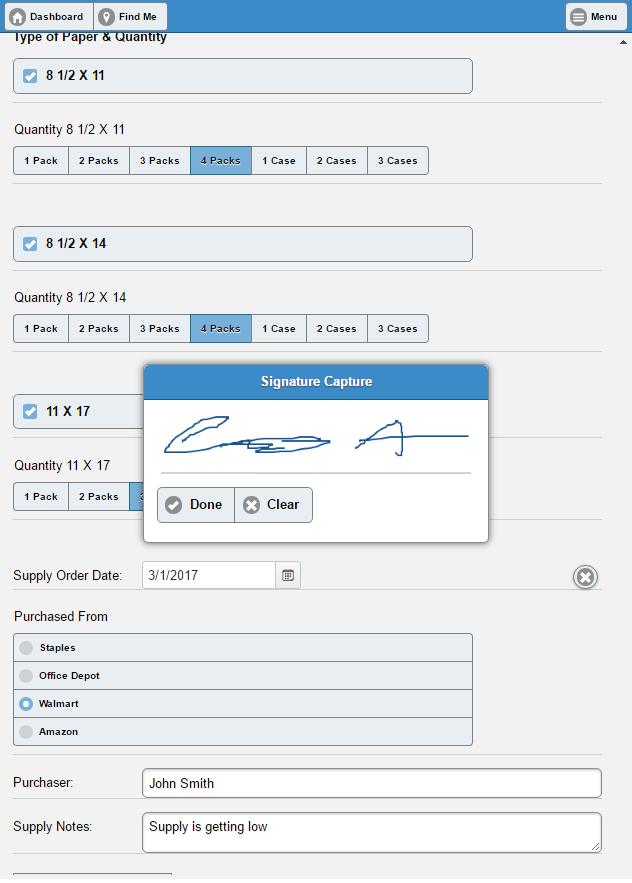 Dashboard Find Me Menu
Type of Paper & Quantity
8 1/2 X 11
Quantity 8 1/2 X 11
1 Pack 2 Packs 3 Packs 4 Packs 1 Case 2 Cases 3 Cases
8 1/2 X 14
Quantity 8 1/2 X 14
1 Pack 2 Packs 3 Packs 4 Packs 1 Case 2 Cases 3 Cases
Signature Capture
11 X 17
Quantity 11 X 17
1 Pack 2 Packs
Done Clear
Supply Order Date: 3/1/2017
Purchased From
Staples
Office Depot
Walmart
Amazon
Purchaser: John Smith
Supply Notes: Supply is getting low